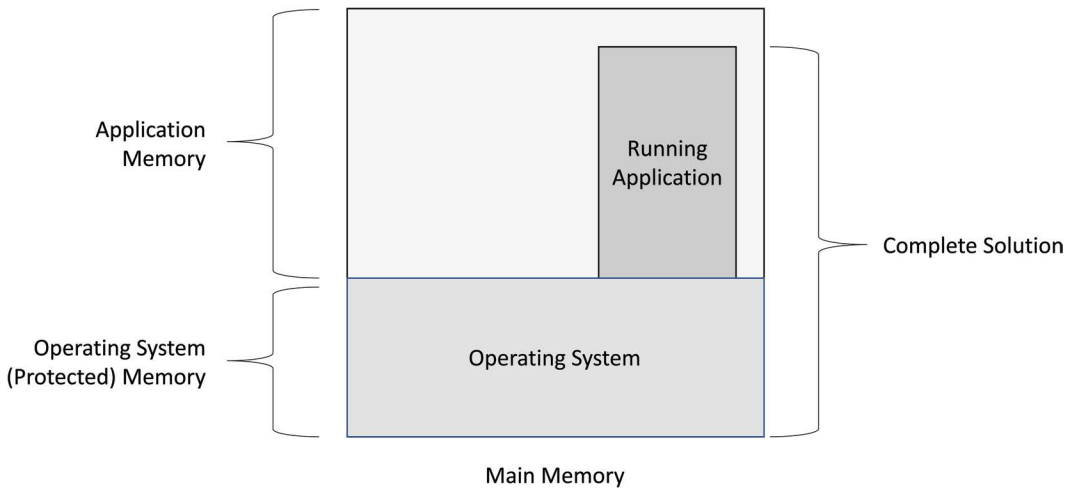 Application
Memory
Running
Application
Complete Solution
Operating System
(Protected) Memory
Operating System
Main Memory